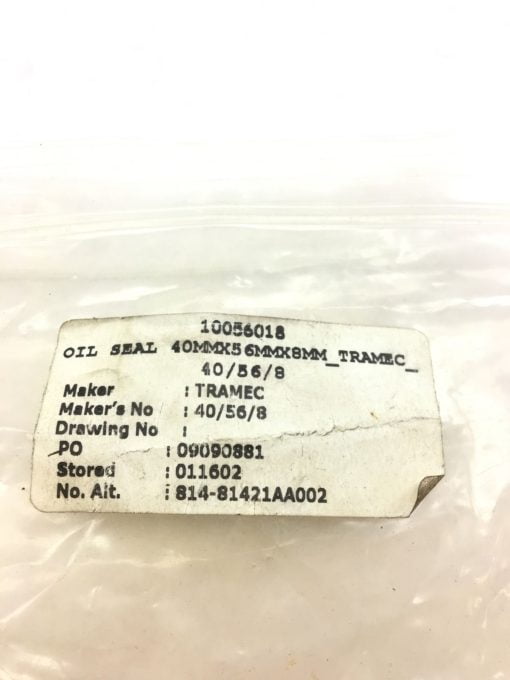 10056018
OIL SEAL 40MMX56MMX8MM_TRAMEC_
40/56/8
Maker : TRAMEC
Maker's No : 40/56/8
Drawing No :
PO : 09090881
Stored : 011602
No. Alt. : 814-81421AA002